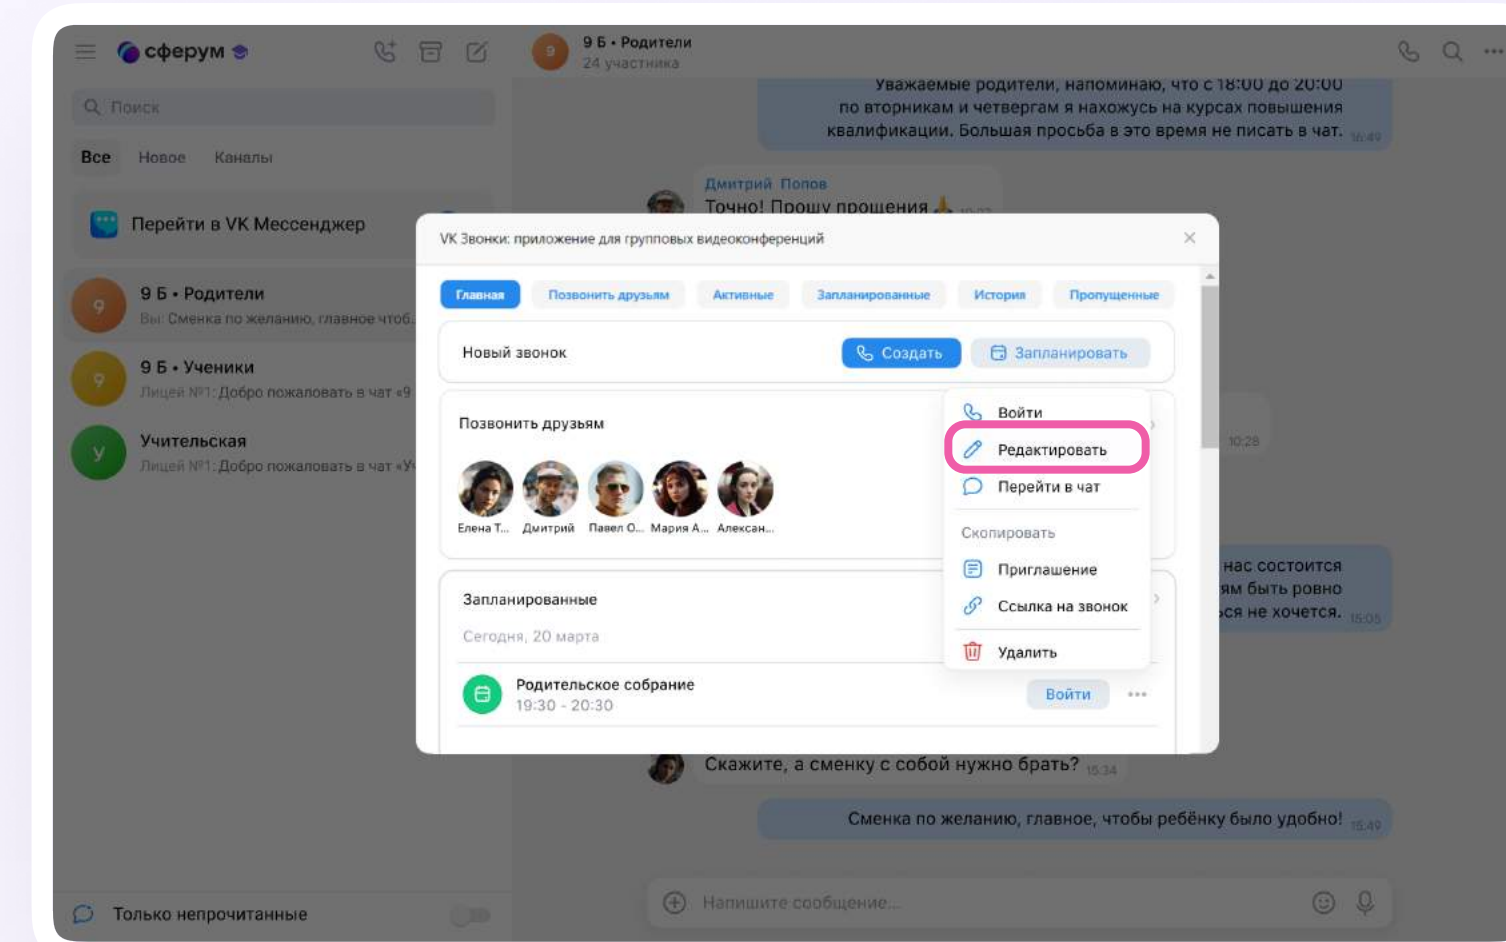 сферум
9 Б • Родители
24 участника
Поиск
Все Новое Каналы
Перейти в VK Мессенджер
9
9 Б • Родители
Вы: Сменка по желанию, главное чтоб...
9
9 Б • Ученики
Лицей №1: Добро пожаловать в чат «9
У
Учительская
Лицей №1: Добро пожаловать в чат «Уч
Только непрочитанные
9
Уважаемые родители, напоминаю, что с 18:00 до 20:00
по вторникам и четвергам я нахожусь на курсах повышения
квалификации. Большая просьба в это время не писать в чат. 16:49
Дмитрий Попов
Точно! Прошу прощения
VK Звонки: приложение для групповых видеоконференций
Главная Позвонить друзьям Активные Запланированные История Пропущенные
Новый звонок
Создать Запланировать
Позвонить друзьям
Елена Т... Дмитрий Павел О... Мария А... Алексан...
Войти
Редактировать
Перейти в чат
Скопировать
Приглашение
Ссылка на звонок
Удалить
Запланированные
Сегодня, 20 марта
Родительское собрание
19:30 - 20:30
Войти
10:28
нас состоится
ям быть ровно
ься не хочется. 15:05
Скажите, а сменку с собой нужно брать? 15:34
Сменка по желанию, главное, чтобы ребёнку было удобно! 15:49
Напишите сообщение...